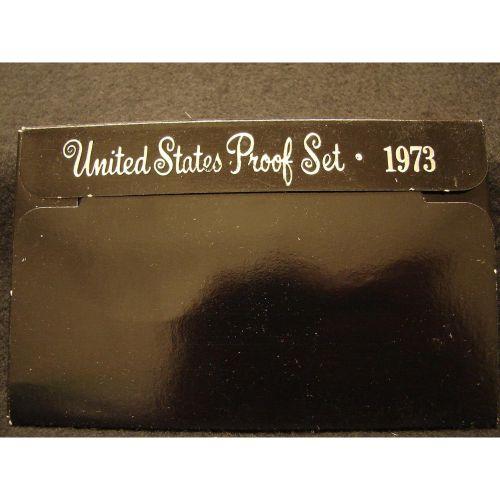 United States Proof Set · 1973